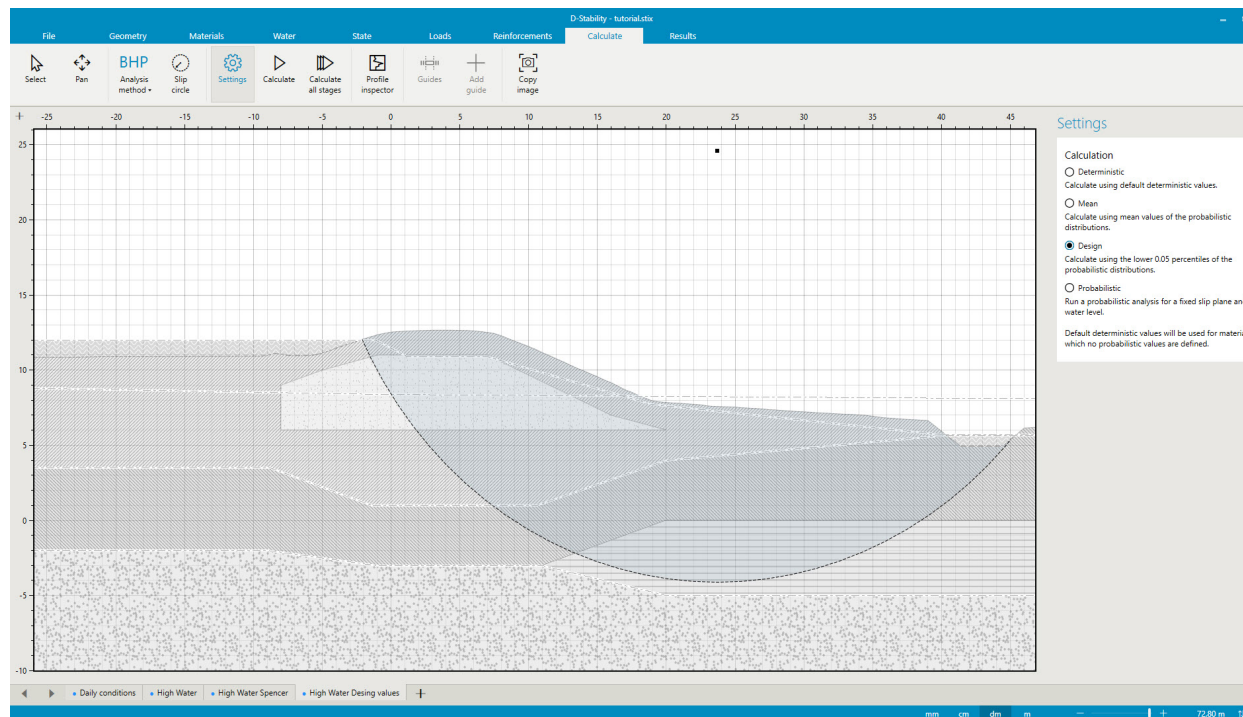 D-Stability - tutorial.stix
File Geometry Materials Water State Loads Reinforcements Calculate Results
BHP
Select Pan Analysis method Slip circle Settings Calculate Calculate all stages Profile inspector Guides Add guide Copy image
-25 -20 -15 -10 -5 0 5 10 15 20 25 30 35 40 45
25
20
15
10
5
0
-5
-10
Settings
Calculation
Deterministic
Calculate using default deterministic values.
Mean
Calculate using mean values of the probabilistic
distributions.
Design
Calculate using the lower 0.05 percentiles of the
probabilistic distributions.
Probabilistic
Run a probabilistic analysis for a fixed slip plane an
water level.
Default deterministic values will be used for materia
which no probabilistic values are defined.
Daily conditions High Water High Water Spencer High Water Desing values +
mm cm dm m − + 72.80 m